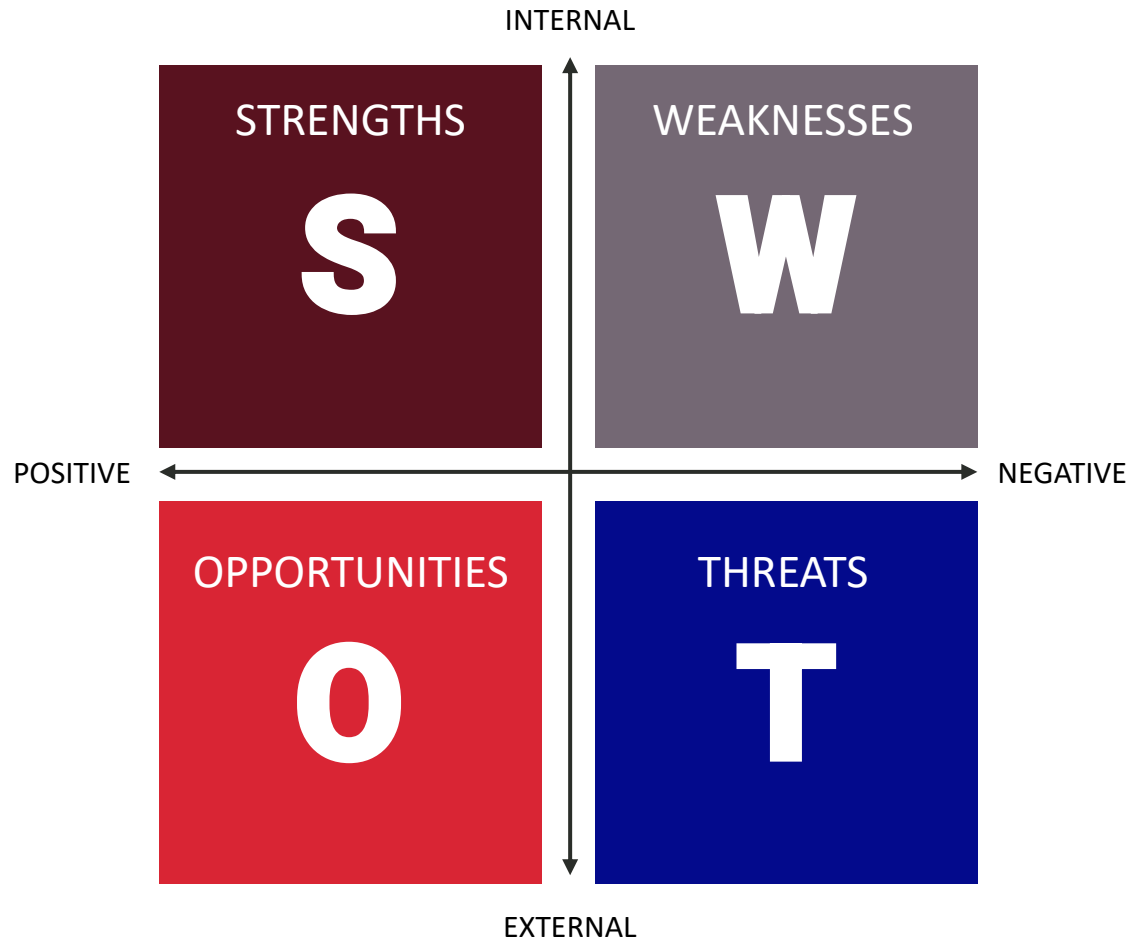 INTERNAL
STRENGTHS
S
WEAKNESSES
W
POSITIVE
NEGATIVE
OPPORTUNITIES
O
THREATS
T
EXTERNAL